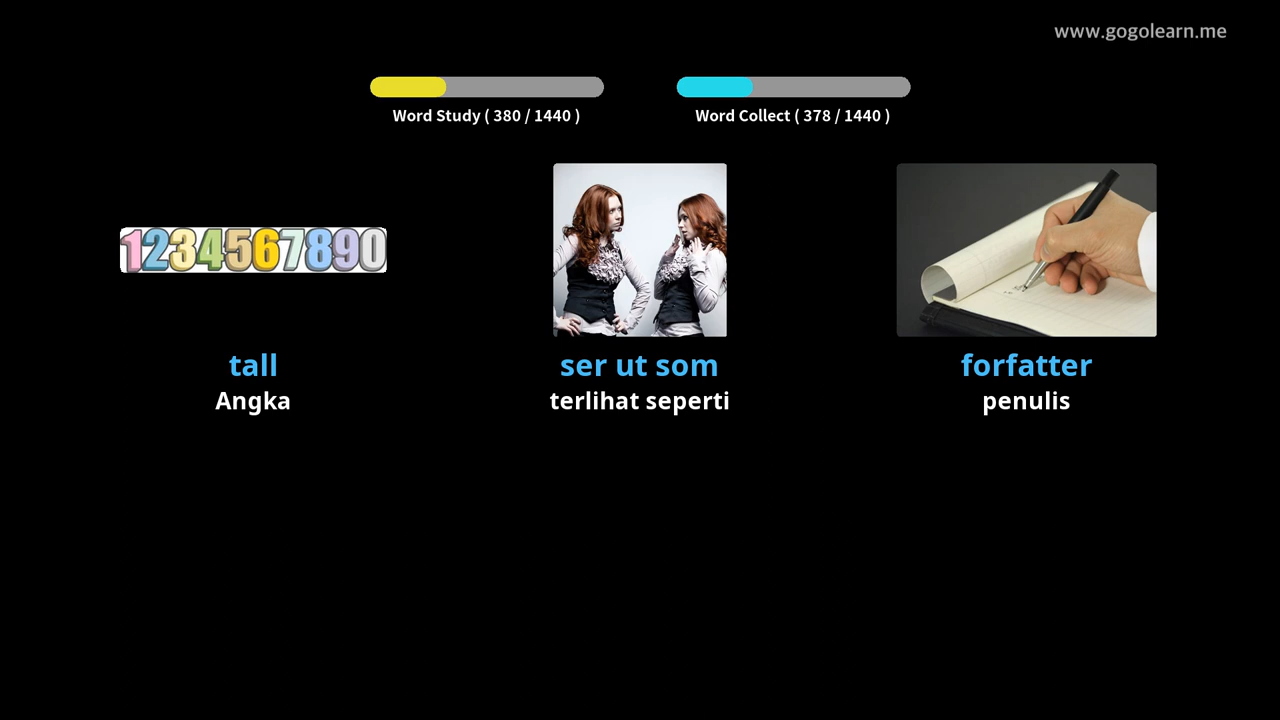 www.gogolearn.me
Word Study ( 380 / 1440 )
Word Collect ( 378 / 1440 )
1234567890
tall
Angka
ser ut som
terlihat seperti
forfatter
penulis